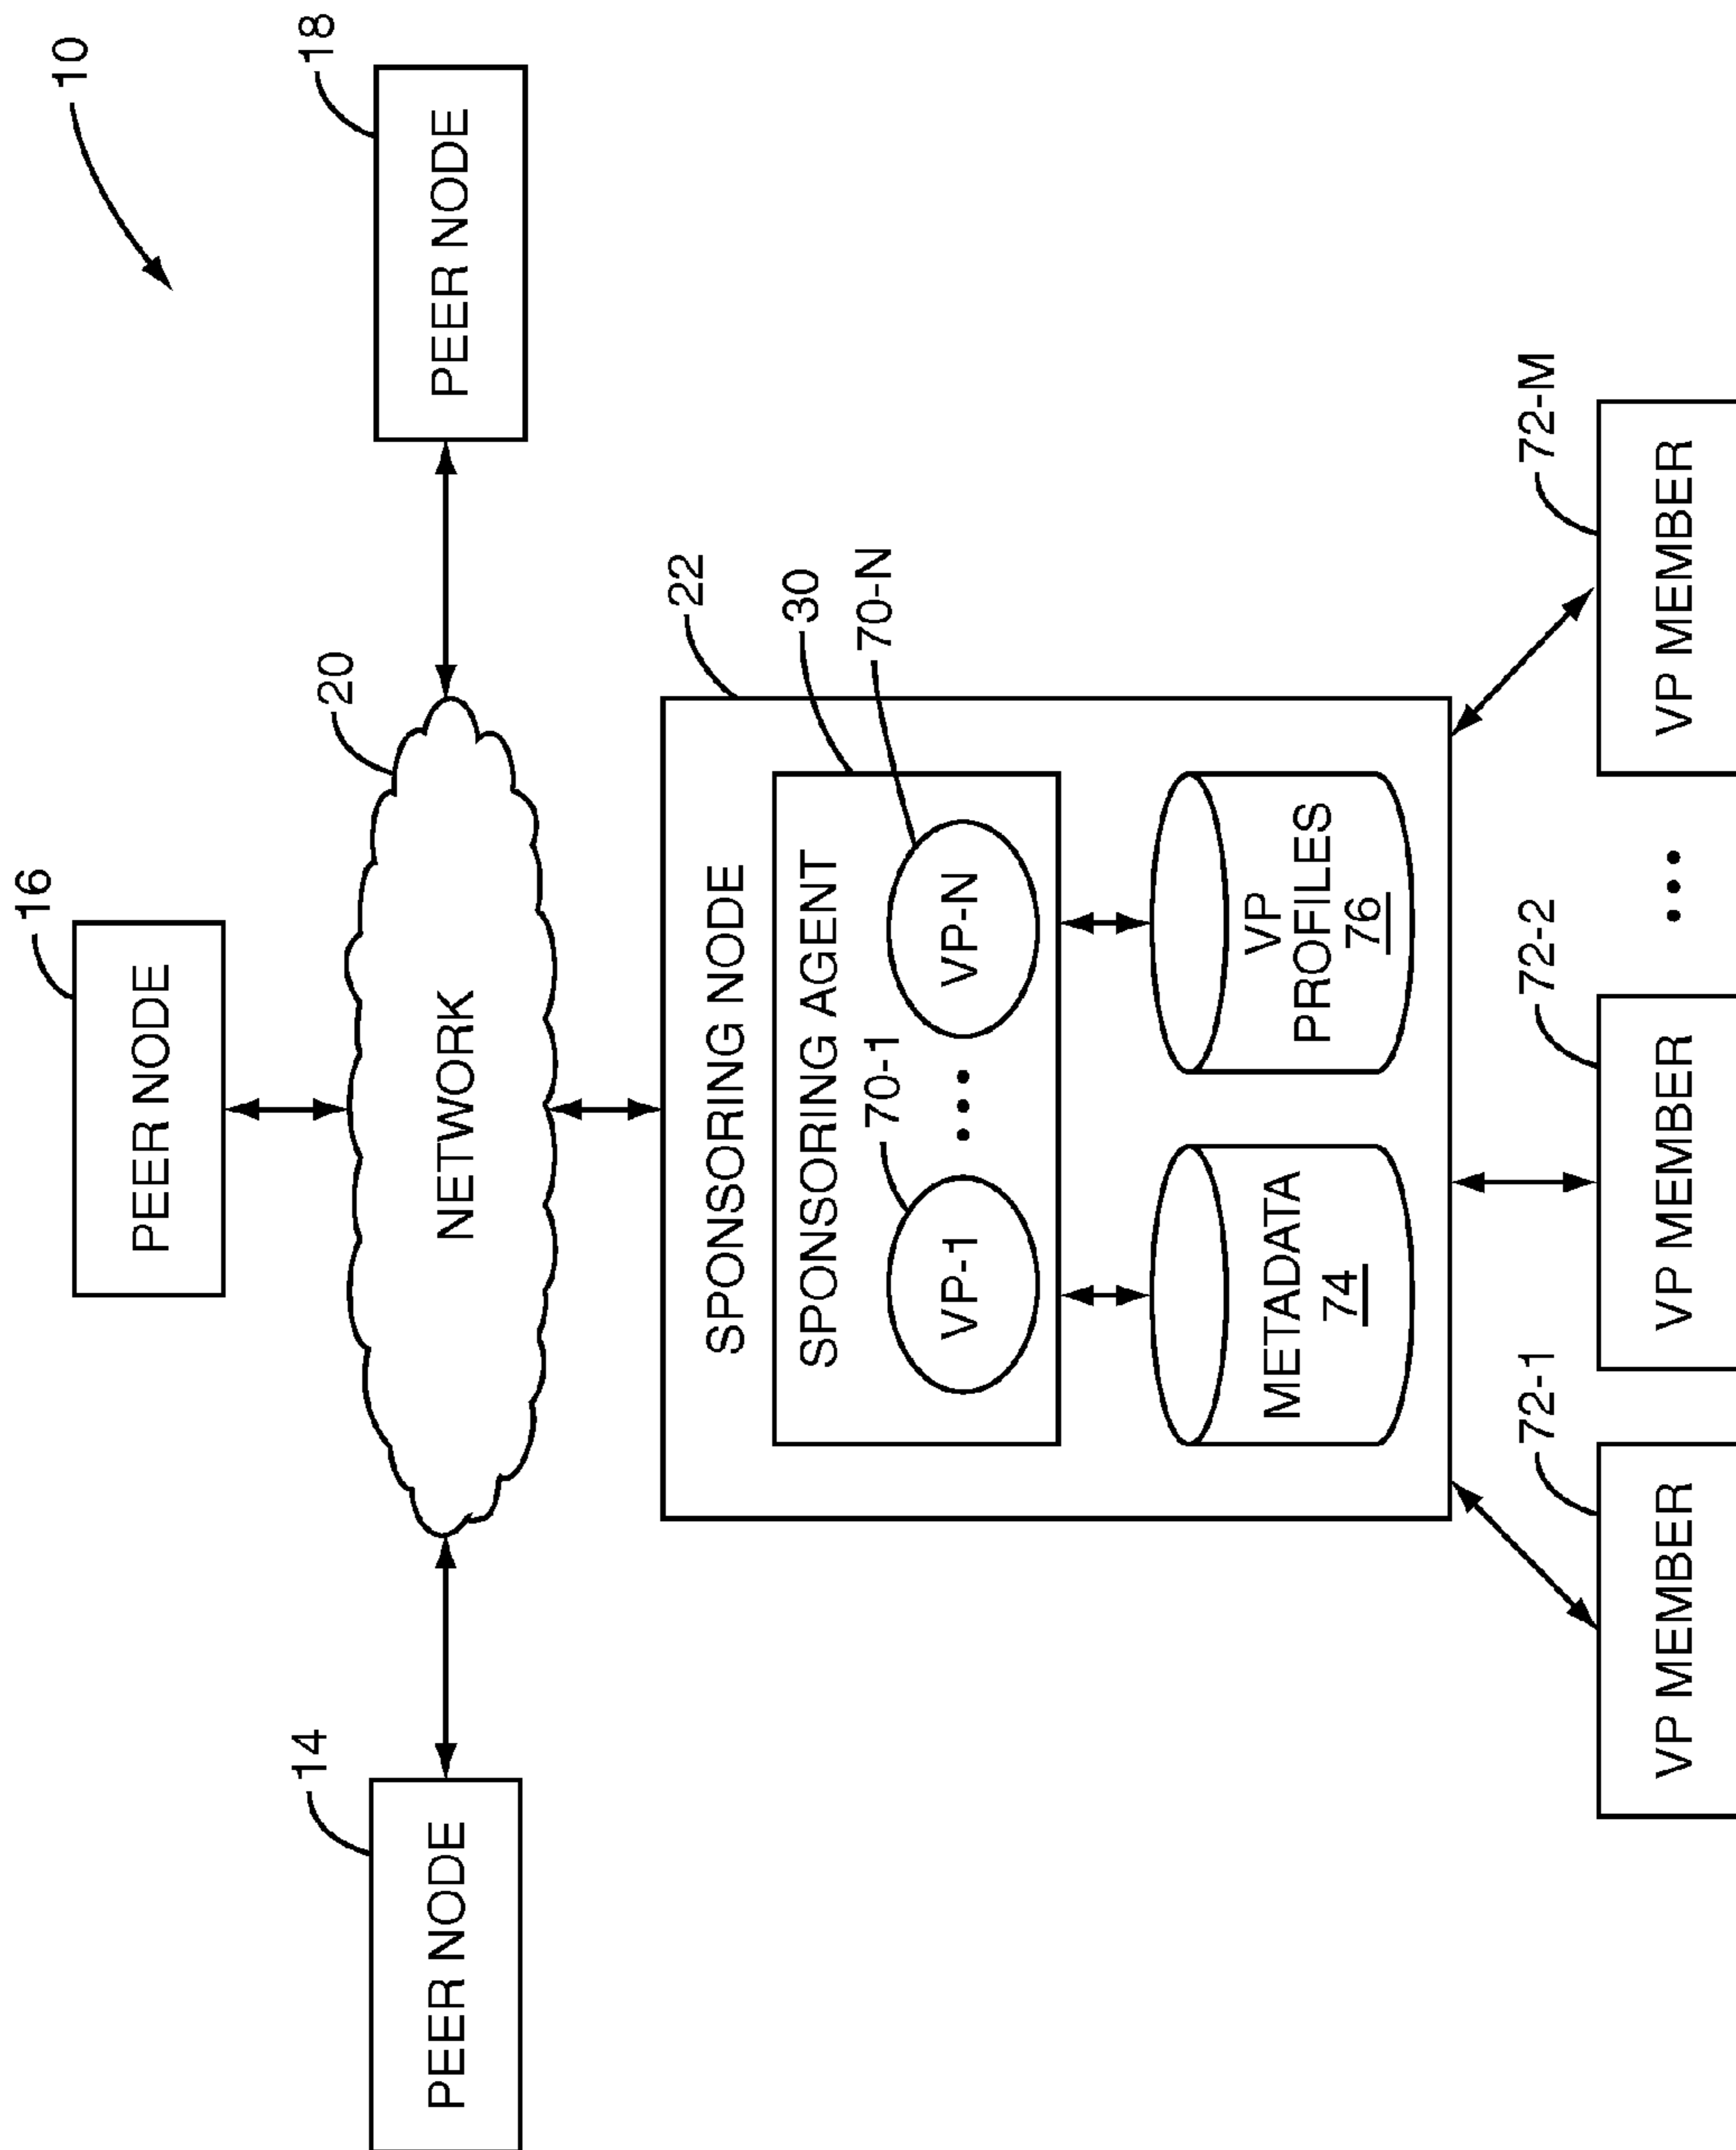 10
16
PEER NODE
14
PEER NODE
20
NETWORK
18
PEER NODE
22
SPONSORING NODE
30
SPONSORING AGENT
70-1
70-N
VP-1
...
VP-N
METADATA
74
VP
PROFILES
76
72-1
VP MEMBER
72-2
VP MEMBER
...
72-M
VP MEMBER